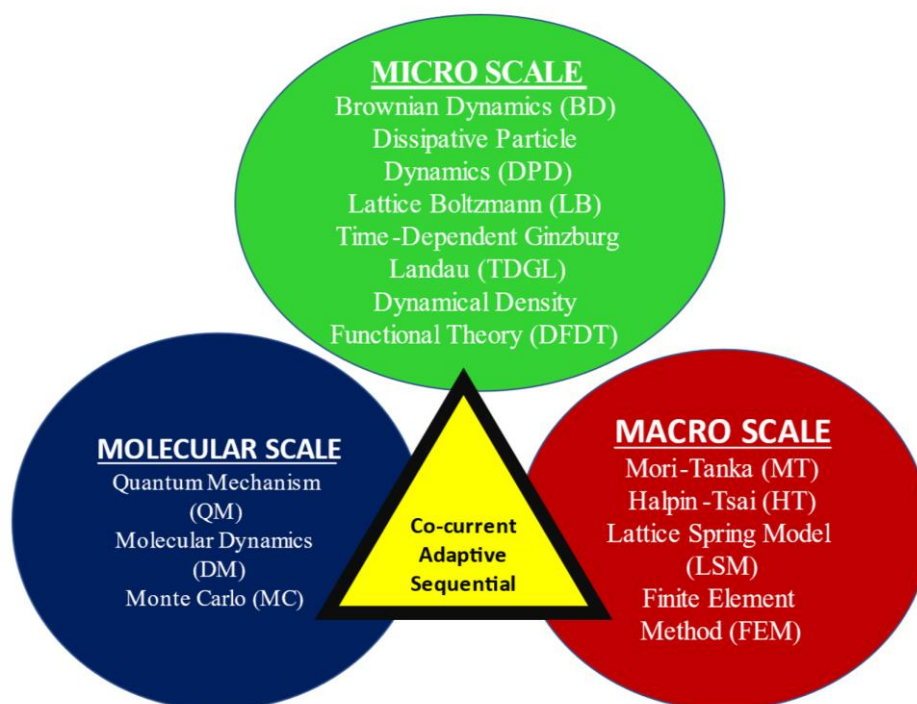 MICRO SCALE
Brownian Dynamics (BD)
Dissipative Particle
Dynamics (DPD)
Lattice Boltzmann (LB)
Time-Dependent Ginzburg
Landau (TDGL)
Dynamical Density
Functional Theory (DFDT)
MOLECULAR SCALE
Quantum Mechanism
(QM)
Molecular Dynamics
(DM)
Monte Carlo (MC)
Co-current
Adaptive
Sequential
MACRO SCALE
Mori-Tanka (MT)
Halpin-Tsai (HT)
Lattice Spring Model
(LSM)
Finite Element
Method (FEM)